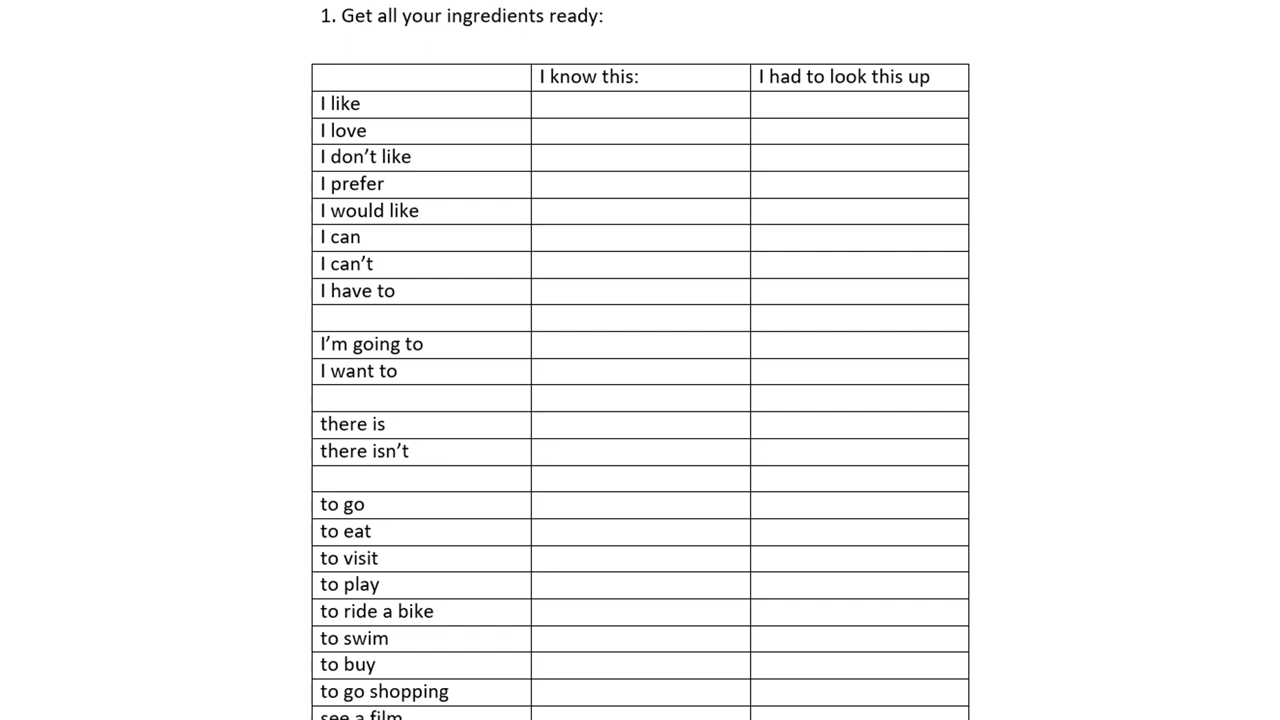 1. Get all your ingredients ready:
I know this: I had to look this up
I like
I love
I don’t like
I prefer
I would like
I can
I can’t
I have to
I’m going to
I want to
there is
there isn’t
to go
to eat
to visit
to play
to ride a bike
to swim
to buy
to go shopping
see a film